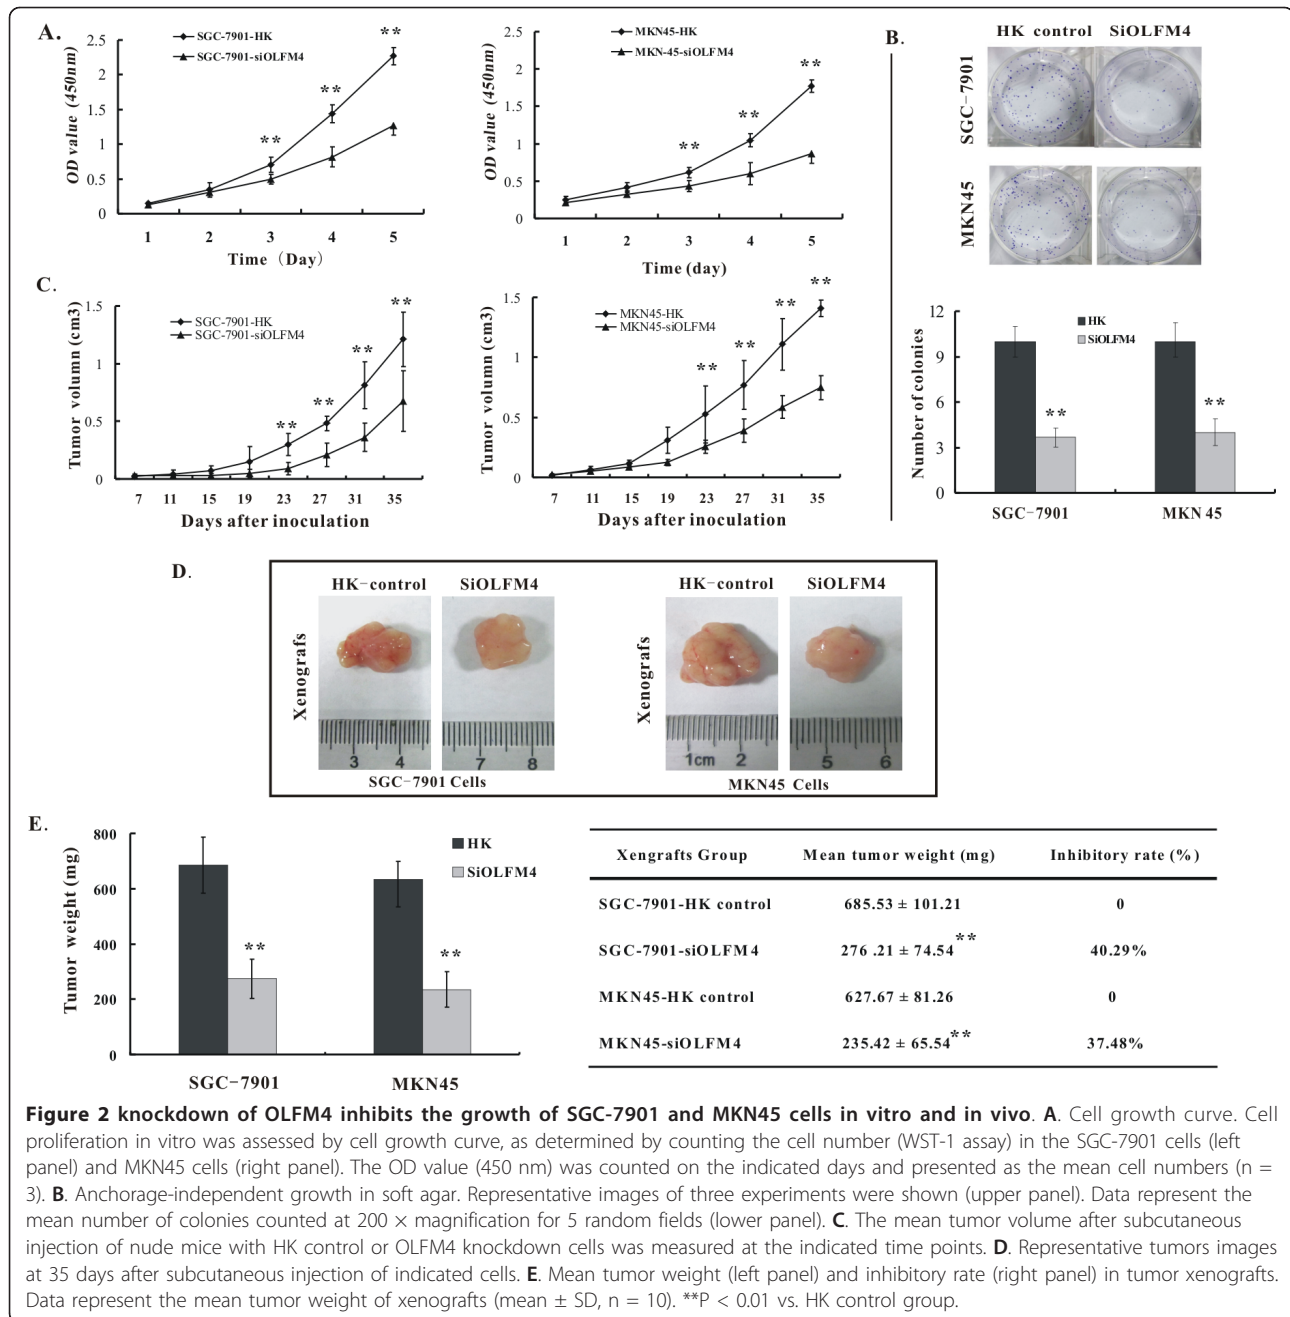 A.
SGC-7901-HK
SGC-7901-siOLFM4
OD value (450nm)
2.5
2
1.5
1
0.5
0
**
**
**
1 2 3 4 5
Time (Day)
MKN45-HK
MKN-45-siOLFM4
OD value (450nm)
2.5
2
1.5
1
0.5
0
**
**
**
1 2 3 4 5
Time (day)
B.
HK control SiOLFM4
SGC-7901
MKN45
HK
SiOLFM4
Number of colonies
12
9
6
3
0
**
**
SGC-7901 MKN 45
C.
SGC-7901-HK
SGC-7901-siOLFM4
Tumor volumn (cm3)
1.5
1
0.5
0
**
**
**
**
7 11 15 19 23 27 31 35
Days after inoculation
MKN45-HK
MKN45-siOLFM4
Tumor volumn (cm3)
1.5
1
0.5
0
**
**
**
**
7 11 15 19 23 27 31 35
Days after inoculation
D.
HK-control SiOLFM4
Xenografs
3 4
7 8
SGC-7901 Cells
HK-control SiOLFM4
Xenografs
1cm 2
5 6
MKN45 Cells
E.
HK
SiOLFM4
Tumor weight (mg)
800
600
400
200
0
**
**
SGC-7901 MKN45
Xengrafts Group Mean tumor weight (mg) Inhibitory rate (%)
SGC-7901-HK control 685.53 ± 101.21 0
SGC-7901-siOLFM4 276 .21 ± 74.54** 40.29%
MKN45-HK control 627.67 ± 81.26 0
MKN45-siOLFM4 235.42 ± 65.54** 37.48%
Figure 2 knockdown of OLFM4 inhibits the growth of SGC-7901 and MKN45 cells in vitro and in vivo. A. Cell growth curve. Cell
proliferation in vitro was assessed by cell growth curve, as determined by counting the cell number (WST-1 assay) in the SGC-7901 cells (left
panel) and MKN45 cells (right panel). The OD value (450 nm) was counted on the indicated days and presented as the mean cell numbers (n =
3). B. Anchorage-independent growth in soft agar. Representative images of three experiments were shown (upper panel). Data represent the
mean number of colonies counted at 200 × magnification for 5 random fields (lower panel). C. The mean tumor volume after subcutaneous
injection of nude mice with HK control or OLFM4 knockdown cells was measured at the indicated time points. D. Representative tumors images
at 35 days after subcutaneous injection of indicated cells. E. Mean tumor weight (left panel) and inhibitory rate (right panel) in tumor xenografts.
Data represent the mean tumor weight of xenografts (mean ± SD, n = 10). **P < 0.01 vs. HK control group.